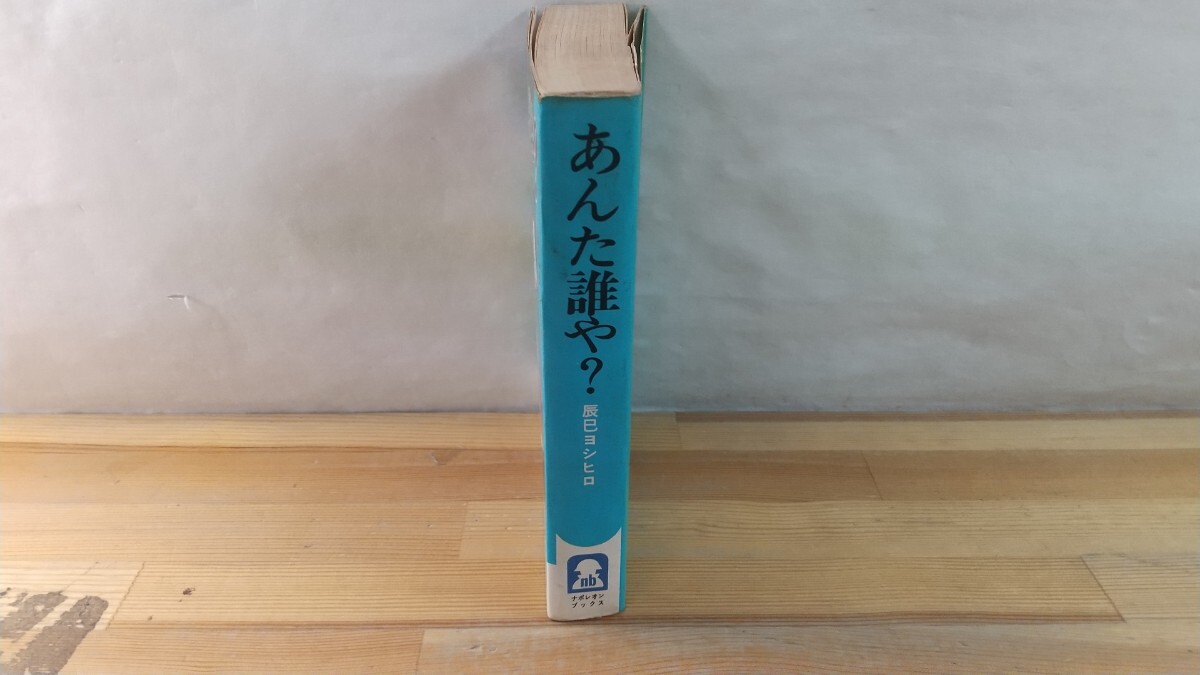 あんた誰や?
辰巳ヨシヒロ
nb
ナポレオン
ブックス